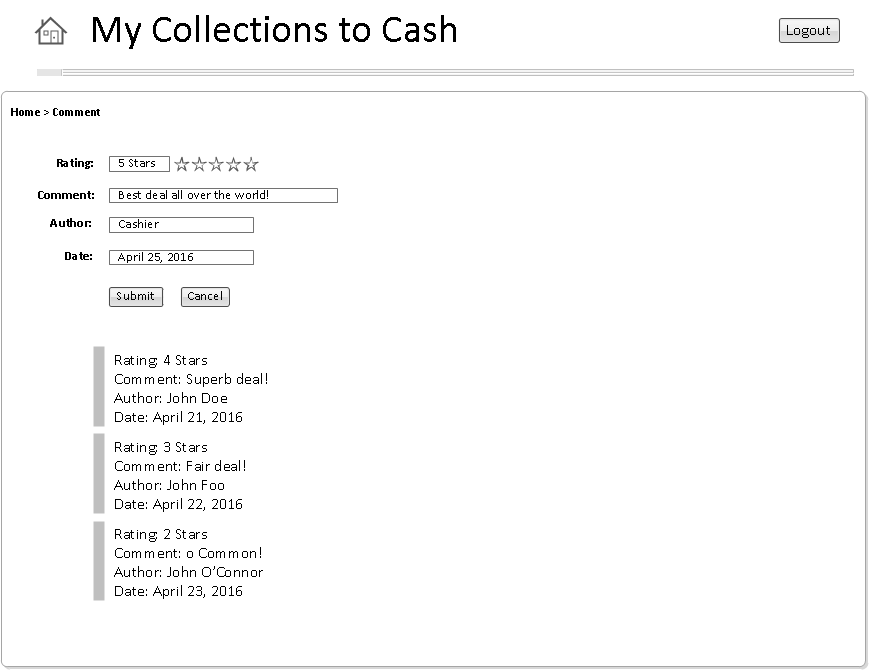 My Collections to Cash
Logout
Home > Comment
Rating: 5 Stars
Comment: Best deal all over the world!
Author: Cashier
Date: April 25, 2016
Submit Cancel
Rating: 4 Stars
Comment: Superb deal!
Author: John Doe
Date: April 21, 2016
Rating: 3 Stars
Comment: Fair deal!
Author: John Foo
Date: April 22, 2016
Rating: 2 Stars
Comment: o Common!
Author: John O’Connor
Date: April 23, 2016